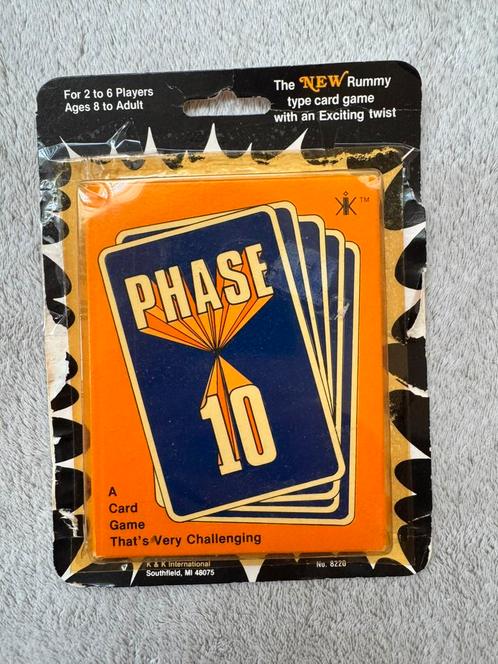 For 2 to 6 Players
Ages 8 to Adult
The NEW Rummy
type card game
with an Exciting twist
TM
PHASE
10
A
Card
Game
That's Very Challenging
K & K International
Southfield, MI 48075
No. 8220